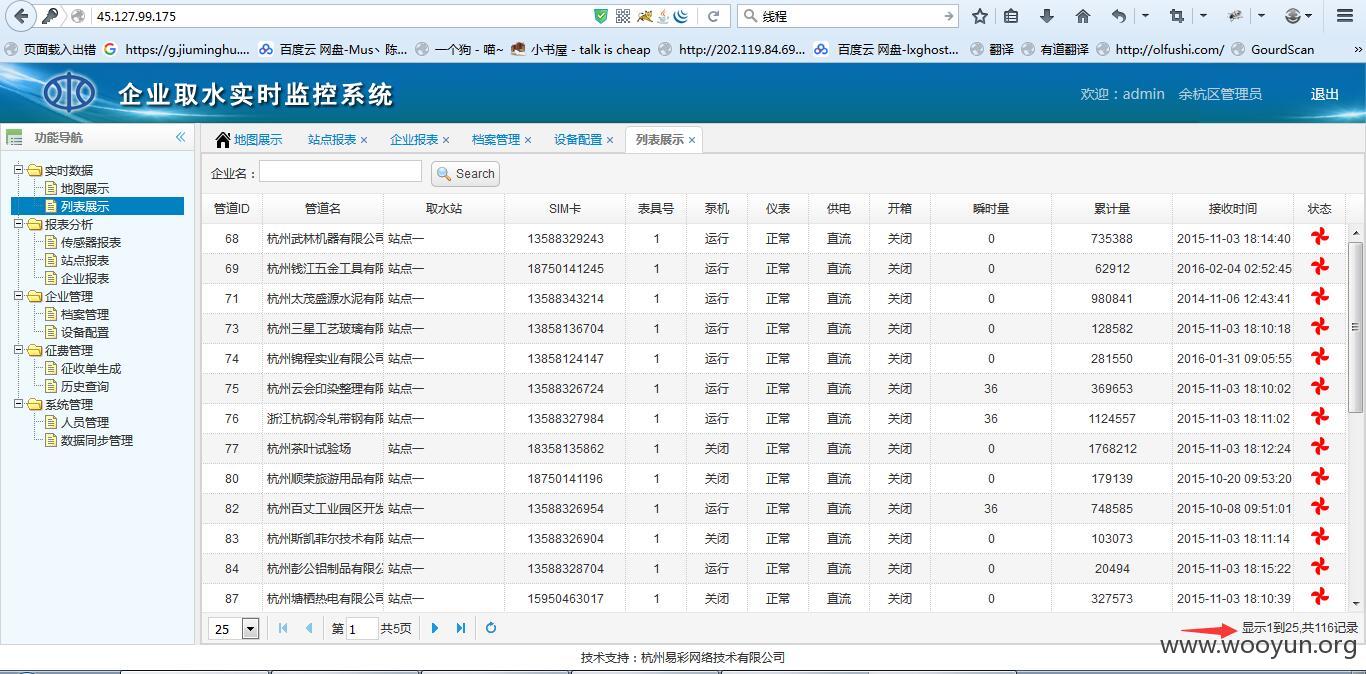 45.127.99.175
线程
页面载入出错 https://g.jiuminghu.... 百度云 网盘-Mus丶陈... 一个狗 - 喵~ 小书屋 - talk is cheap http://202.119.84.69... 百度云 网盘-lxghost... 翻译 有道翻译 http://olfushi.com/ GourdScan »
企业取水实时监控系统
欢迎：admin 余杭区管理员 退出
功能导航
地图展示 站点报表 × 企业报表 × 档案管理 × 设备配置 × 列表展示 ×
企业名： Search
实时数据
地图展示
列表展示
报表分析
传感器报表
站点报表
企业报表
企业管理
档案管理
设备配置
征费管理
征收单生成
历史查询
系统管理
人员管理
数据同步管理
管道ID 管道名 取水站 SIM卡 表具号 泵机 仪表 供电 开箱 瞬时量 累计量 接收时间 状态
68 杭州武林机器有限公司 站点一 13588329243 1 运行 正常 直流 关闭 0 735388 2015-11-03 18:14:40
69 杭州钱江五金工具有限 站点一 18750141245 1 运行 正常 直流 关闭 0 62912 2016-02-04 02:52:45
71 杭州太茂盛源水泥有限 站点一 13588343214 1 运行 正常 直流 关闭 0 980841 2014-11-06 12:43:41
73 杭州三星工艺玻璃有限 站点一 13858136704 1 运行 正常 直流 关闭 0 128582 2015-11-03 18:10:18
74 杭州锦程实业有限公司 站点一 13858124147 1 运行 正常 直流 关闭 0 281550 2016-01-31 09:05:55
75 杭州云会印染整理有限 站点一 13588326724 1 运行 正常 直流 关闭 36 369653 2015-11-03 18:10:02
76 浙江杭钢冷轧带钢有限 站点一 13588327984 1 运行 正常 直流 关闭 36 1124557 2015-11-03 18:11:02
77 杭州茶叶试验场 站点一 18358135862 1 关闭 正常 直流 关闭 0 1768212 2015-11-03 18:12:24
80 杭州顺荣旅游用品有限 站点一 18750141196 1 关闭 正常 直流 关闭 0 179139 2015-10-20 09:53:20
82 杭州百丈工业园区开发 站点一 13588326954 1 关闭 正常 直流 关闭 36 748585 2015-10-08 09:51:01
83 杭州斯凯菲尔技术有限 站点一 13588326904 1 关闭 正常 直流 关闭 0 103073 2015-11-03 18:11:14
84 杭州彭公铝制品有限公 站点一 13588328704 1 运行 正常 直流 关闭 0 20494 2015-11-03 18:15:22
87 杭州塘栖热电有限公司 站点一 15950463017 1 关闭 正常 直流 关闭 0 327573 2015-11-03 18:10:39
25 第 1 共5页 显示1到25,共116记录
www.wooyun.org
技术支持：杭州易彩网络技术有限公司